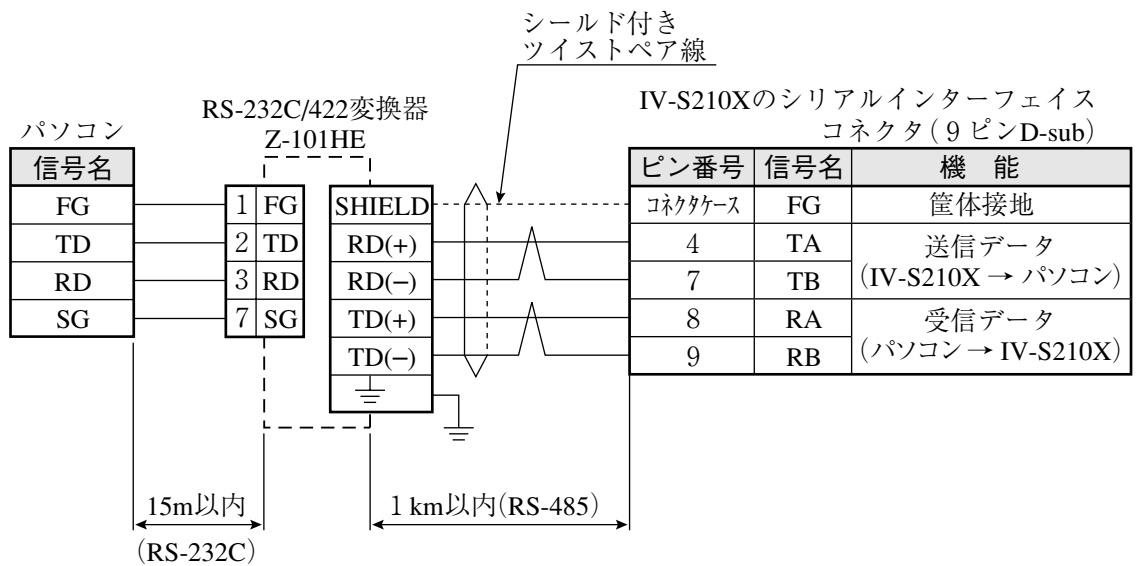 シールド付き
ツイストペア線
RS-232C/422変換器
Z-101HE
IV-S210Xのシリアルインターフェイス
コネクタ(9ピンD-sub)
パソコン
信号名
FG
TD
RD
SG
1 FG
2 TD
3 RD
7 SG
SHIELD
RD(+)
RD(−)
TD(+)
TD(−)
ピン番号 信号名 機 能
コネクタケース FG 筐体接地
4 TA 送信データ
7 TB (IV-S210X → パソコン)
8 RA 受信データ
9 RB (パソコン → IV-S210X)
15m以内
(RS-232C)
1km以内(RS-485)